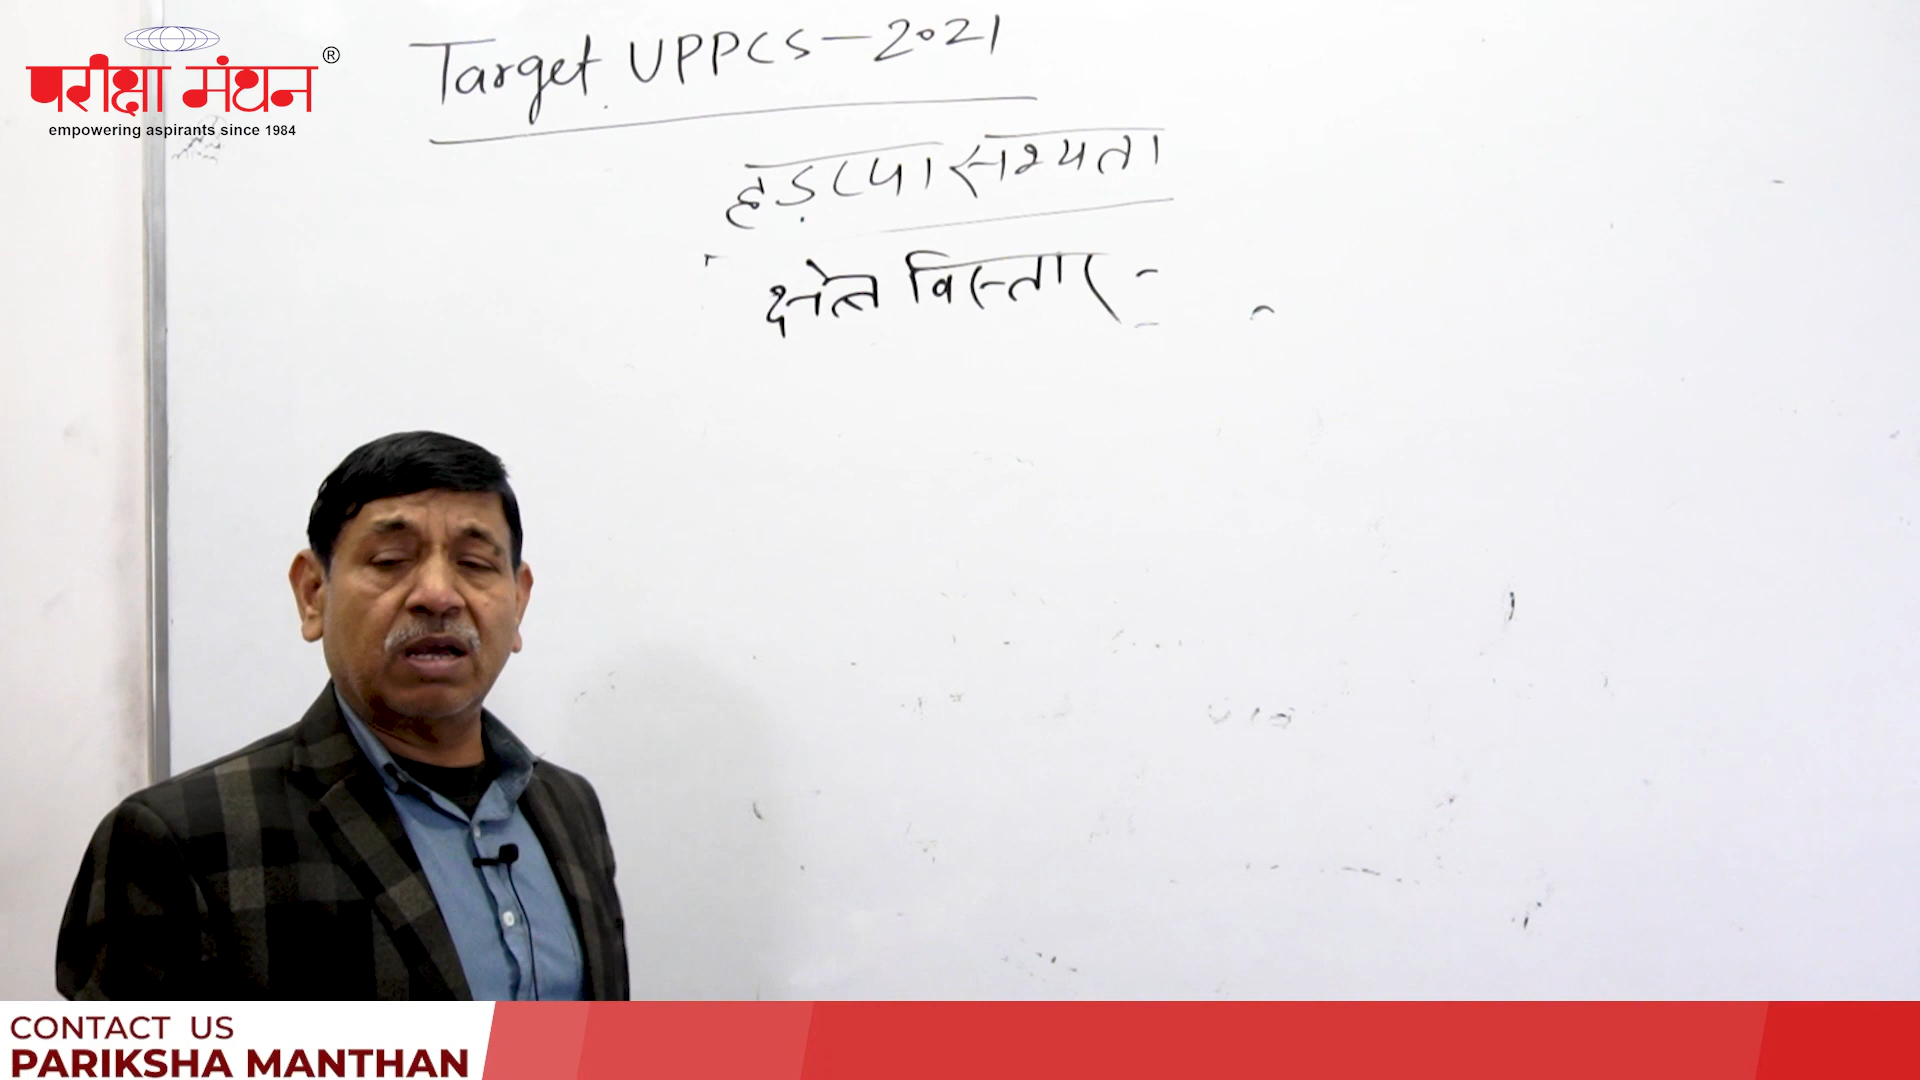 परीक्षा मंथन®
empowering aspirants since 1984
Target UPPCS-2021
हड़प्पा सभ्यता
क्षेत्र विस्तार -
CONTACT US
PARIKSHA MANTHAN